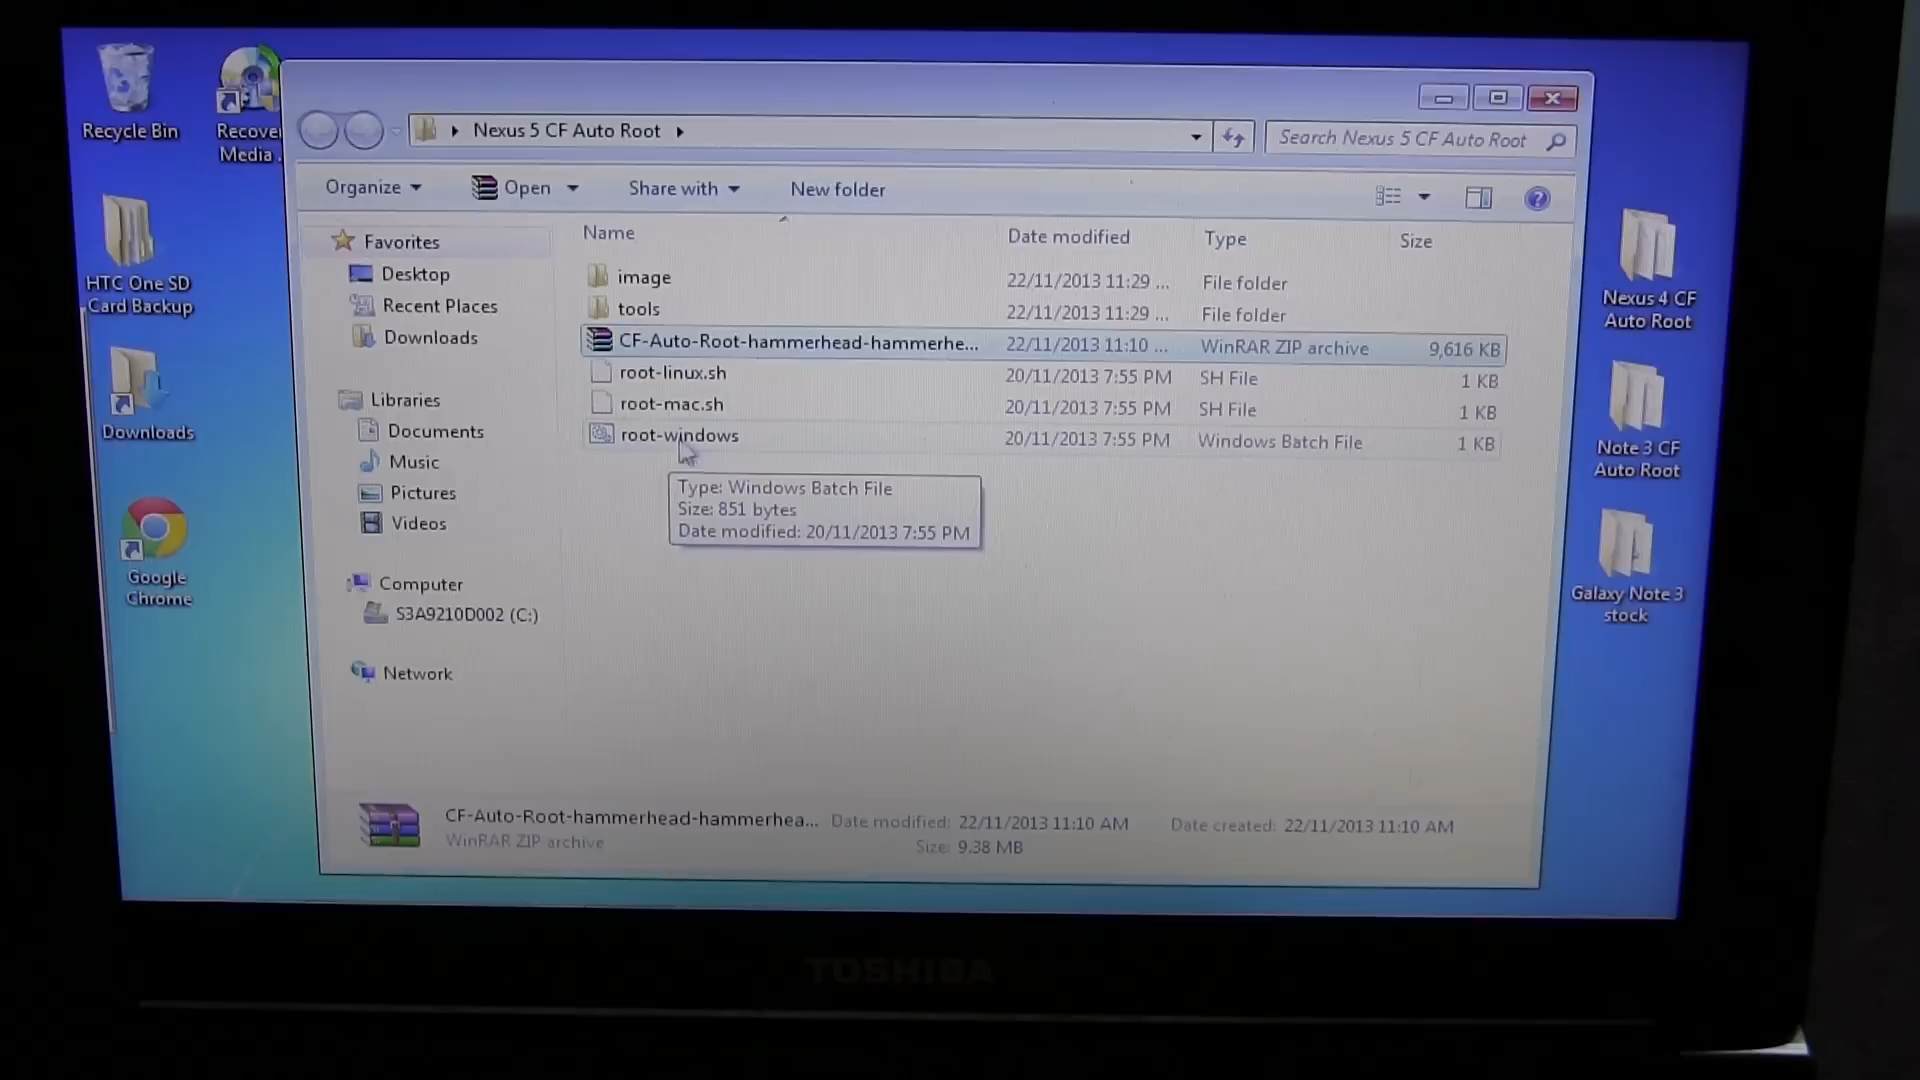 Recycle Bin
Recove
Media .
HTC One SD
Card Backup
Downloads
Google
Chrome
Nexus 5 CF Auto Root
Search Nexus 5 CF Auto Root
Organize
Open
Share with
New folder
Favorites
Desktop
Recent Places
Downloads
Libraries
Documents
Music
Pictures
Videos
Computer
S3A9210D002 (C:)
Network
Name Date modified Type Size
image 22/11/2013 11:29 ... File folder
tools 22/11/2013 11:29 ... File folder
CF-Auto-Root-hammerhead-hammerhe... 22/11/2013 11:10 ... WinRAR ZIP archive 9,616 KB
root-linux.sh 20/11/2013 7:55 PM SH File 1 KB
root-mac.sh 20/11/2013 7:55 PM SH File 1 KB
root-windows 20/11/2013 7:55 PM Windows Batch File 1 KB
Type: Windows Batch File
Size: 851 bytes
Date modified: 20/11/2013 7:55 PM
CF-Auto-Root-hammerhead-hammerhea... Date modified: 22/11/2013 11:10 AM Date created: 22/11/2013 11:10 AM
WinRAR ZIP archive Size: 9.38 MB
Nexus 4 CF
Auto Root
Note 3 CF
Auto Root
Galaxy Note 3
stock
TOSHIBA